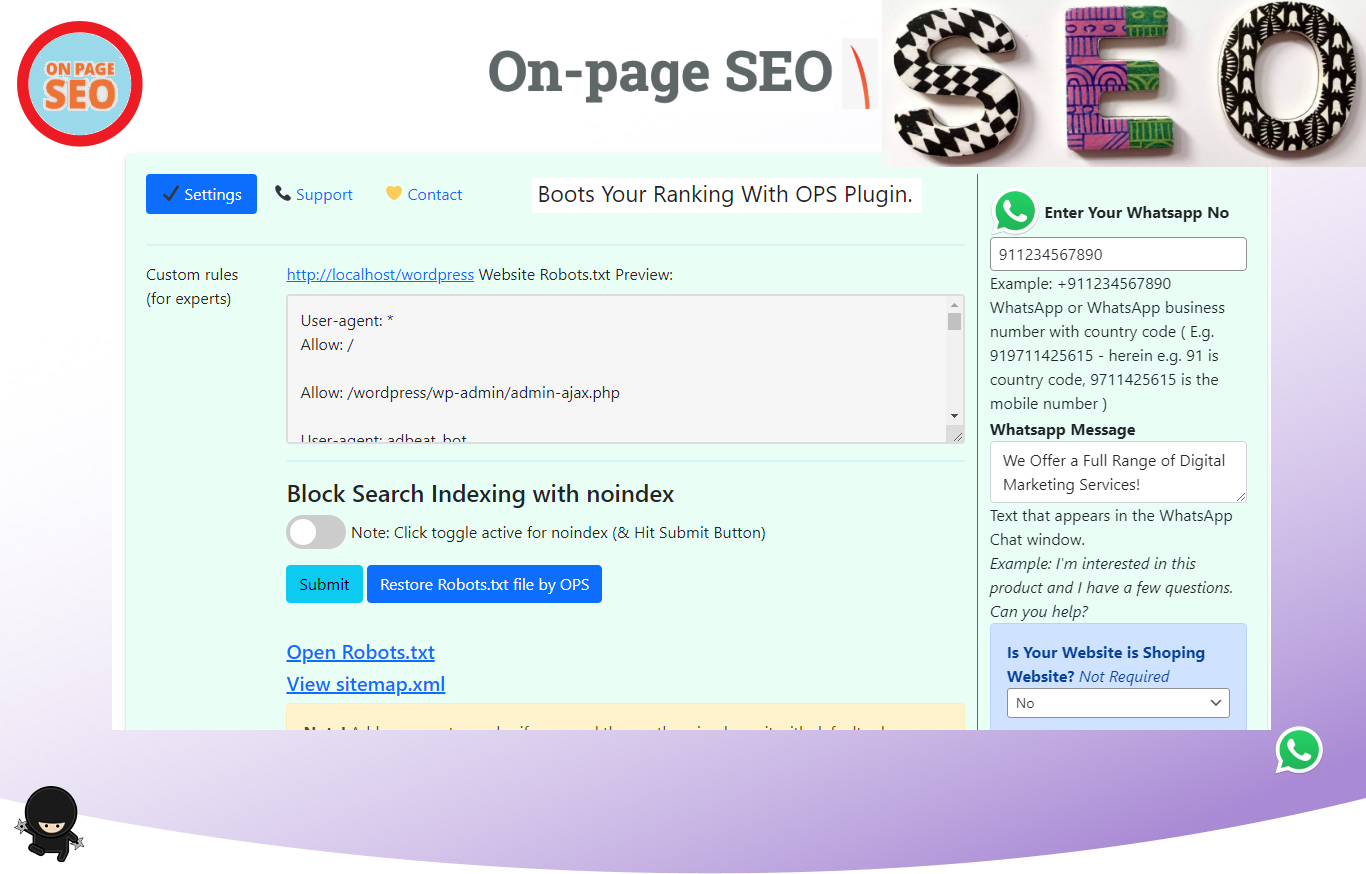 ON PAGE
SEO
On-page SEO
SEO
Settings
Support
Contact
Boots Your Ranking With OPS Plugin.
Custom rules
(for experts)
http://localhost/wordpress Website Robots.txt Preview:
User-agent: *
Allow: /
Allow: /wordpress/wp-admin/admin-ajax.php
User-agent: adbeat_bot
Block Search Indexing with noindex
Note: Click toggle active for noindex (& Hit Submit Button)
Submit
Restore Robots.txt file by OPS
Open Robots.txt
View sitemap.xml
Enter Your Whatsapp No
911234567890
Example: +911234567890
WhatsApp or WhatsApp business
number with country code ( E.g.
919711425615 - herein e.g. 91 is
country code, 9711425615 is the
mobile number )
Whatsapp Message
We Offer a Full Range of Digital
Marketing Services!
Text that appears in the WhatsApp
Chat window.
Example: I'm interested in this
product and I have a few questions.
Can you help?
Is Your Website is Shoping
Website? Not Required
No